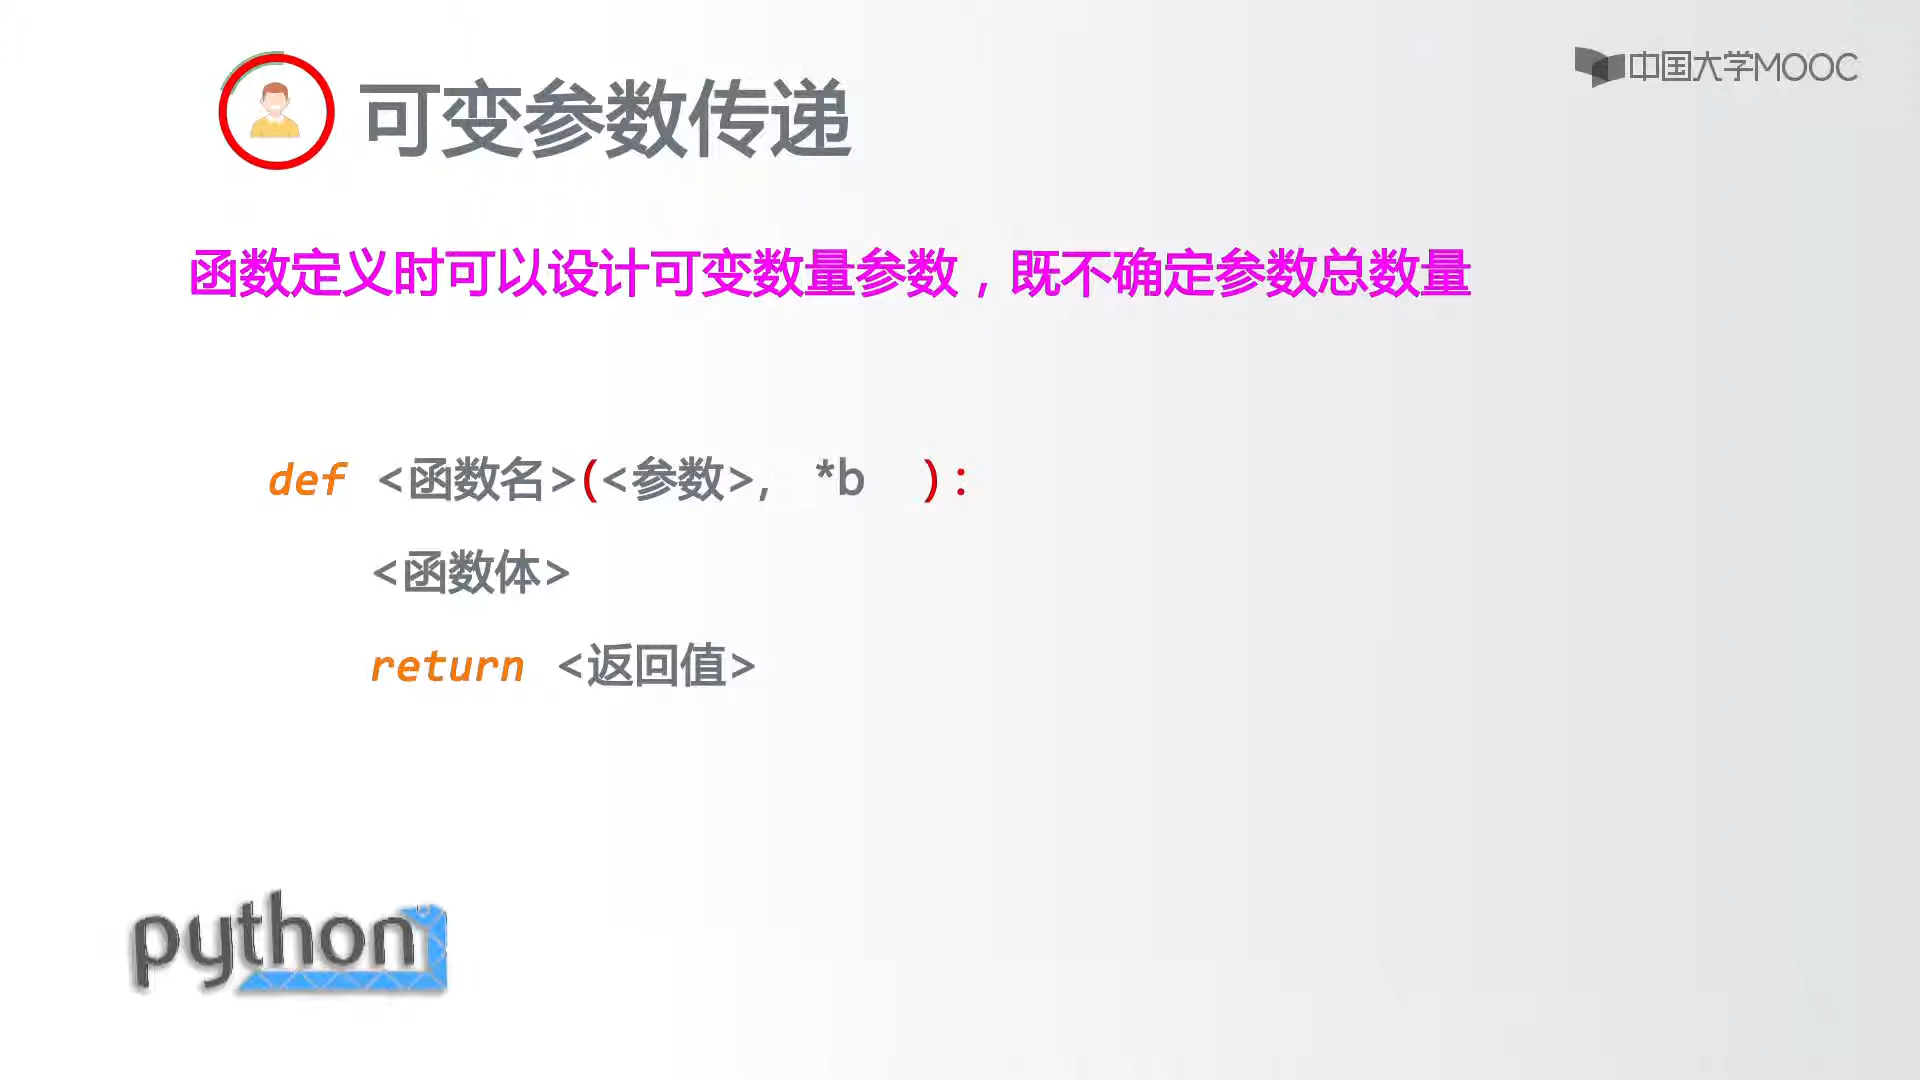 中国大学MOOC
可变参数传递
函数定义时可以设计可变数量参数，既不确定参数总数量
def <函数名>(<参数>, *b ):
<函数体>
return <返回值>
python